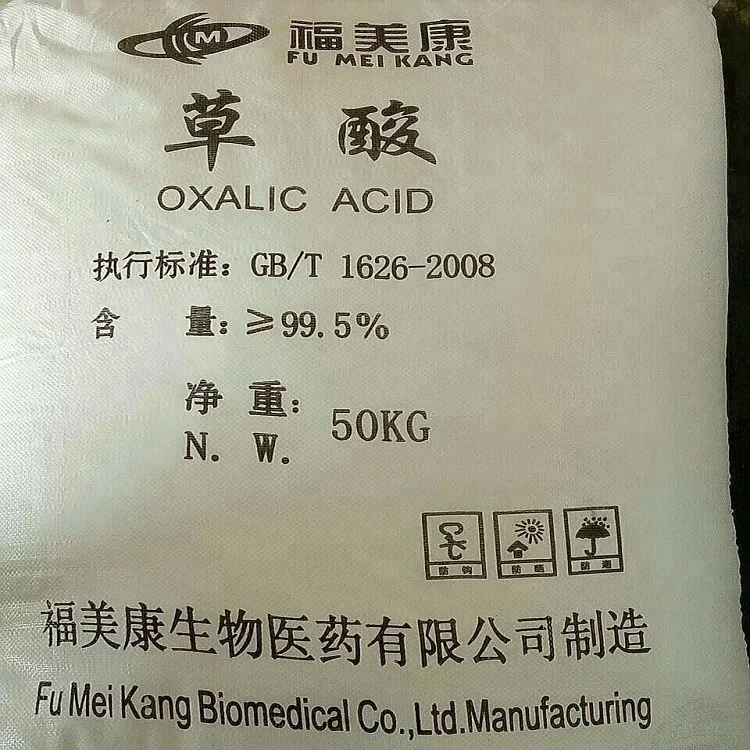 M 福美康
FU MEI KANG
草酸
OXALIC ACID
执行标准: GB/T 1626-2008
含 量: ≥99.5%
净 重: 50KG
N. W.
防钩 防晒 防潮
福美康生物医药有限公司制造
Fu Mei Kang Biomedical Co.,Ltd.Manufacturing